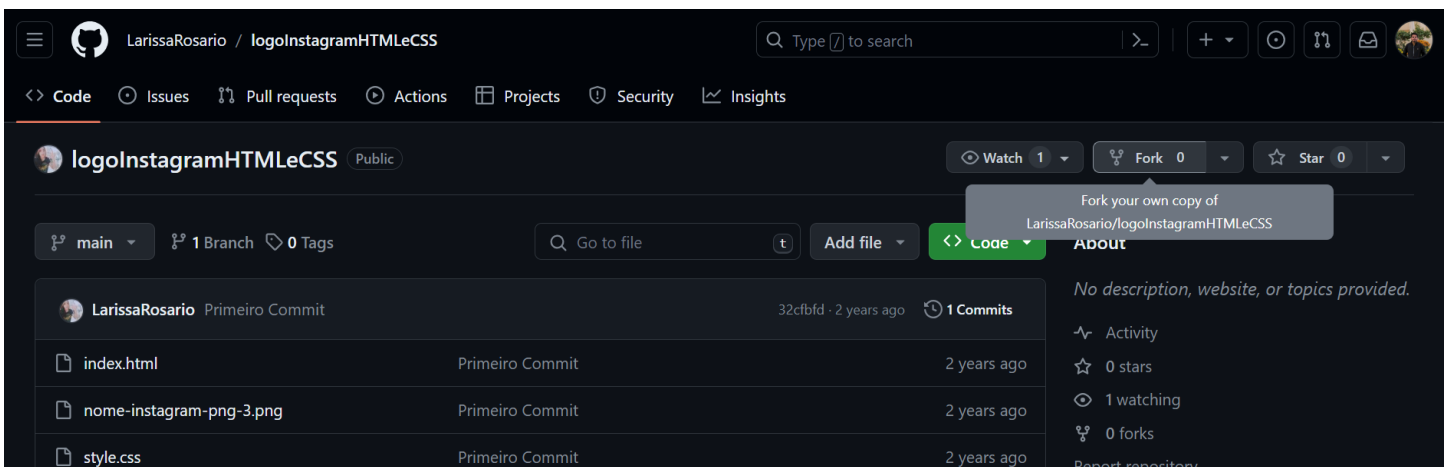 LarissaRosario / logoInstagramHTMLeCSS
Type / to search
Code Issues Pull requests Actions Projects Security Insights
logoInstagramHTMLeCSS Public
Watch 1 Fork 0 Star 0
Fork your own copy of
LarissaRosario/logoInstagramHTMLeCSS
main 1 Branch 0 Tags Go to file t Add file Code
About
No description, website, or topics provided.
LarissaRosario Primeiro Commit 32cfbfd · 2 years ago 1 Commits
Activity
index.html Primeiro Commit 2 years ago
0 stars
1 watching
nome-instagram-png-3.png Primeiro Commit 2 years ago
0 forks
style.css Primeiro Commit 2 years ago
Report repository